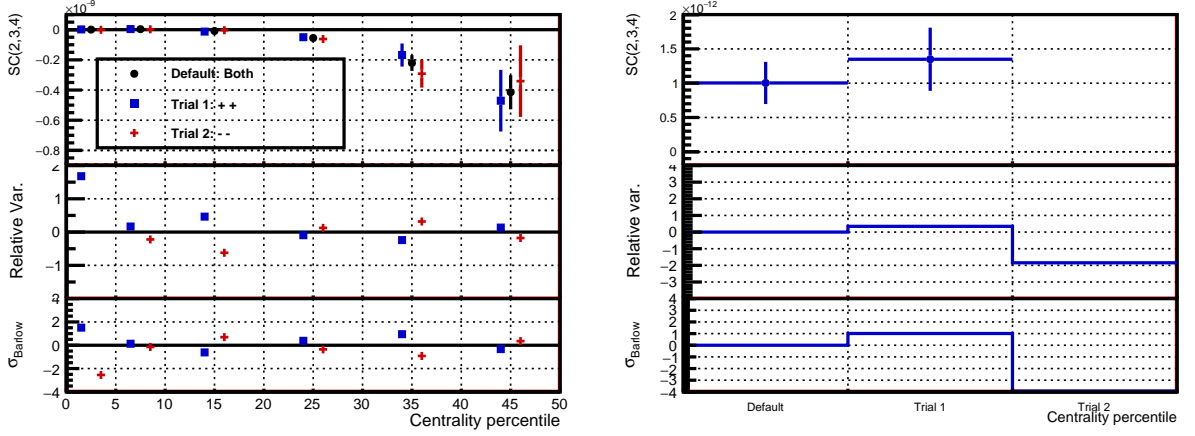 ×10⁻⁹
SC(2,3,4)
0
−0.2
−0.4
−0.6
−0.8
Default: Both
Trial 1: + +
Trial 2: - -
Relative Var.
2
1
0
−1
σBarlow
2
0
−2
−4
0 5 10 15 20 25 30 35 40 45 50
Centrality percentile
×10⁻¹²
SC(2,3,4)
2
1.5
1
0.5
0
Relative var.
4
3
2
1
0
−1
−2
−3
−4
σBarlow
4
3
2
1
0
−1
−2
−3
−4
Default Trial 1 Trial 2
Centrality percentile